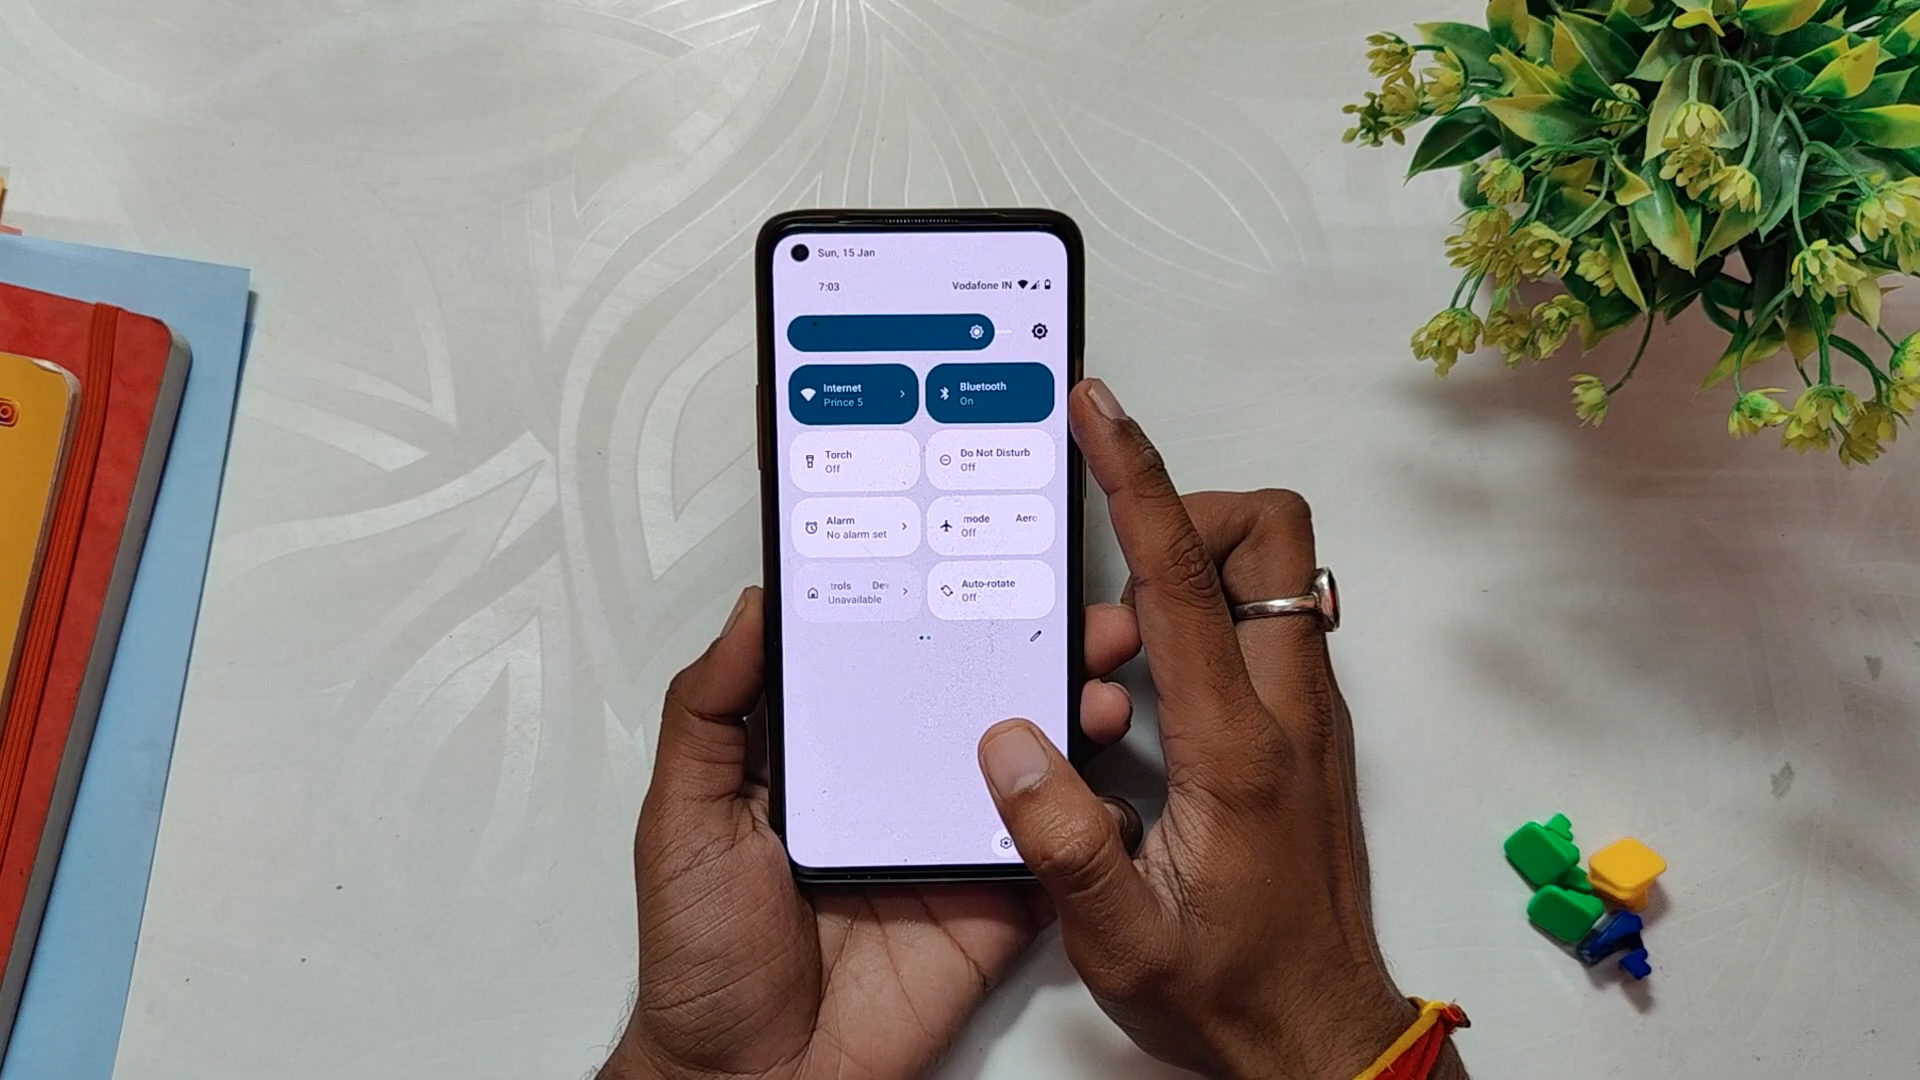 Sun, 15 Jan
7:03
Vodafone IN
Internet
Prince 5
Bluetooth
On
Torch
Off
Do Not Disturb
Off
Alarm
No alarm set
mode Aero
Off
trols Dev
Unavailable
Auto-rotate
Off